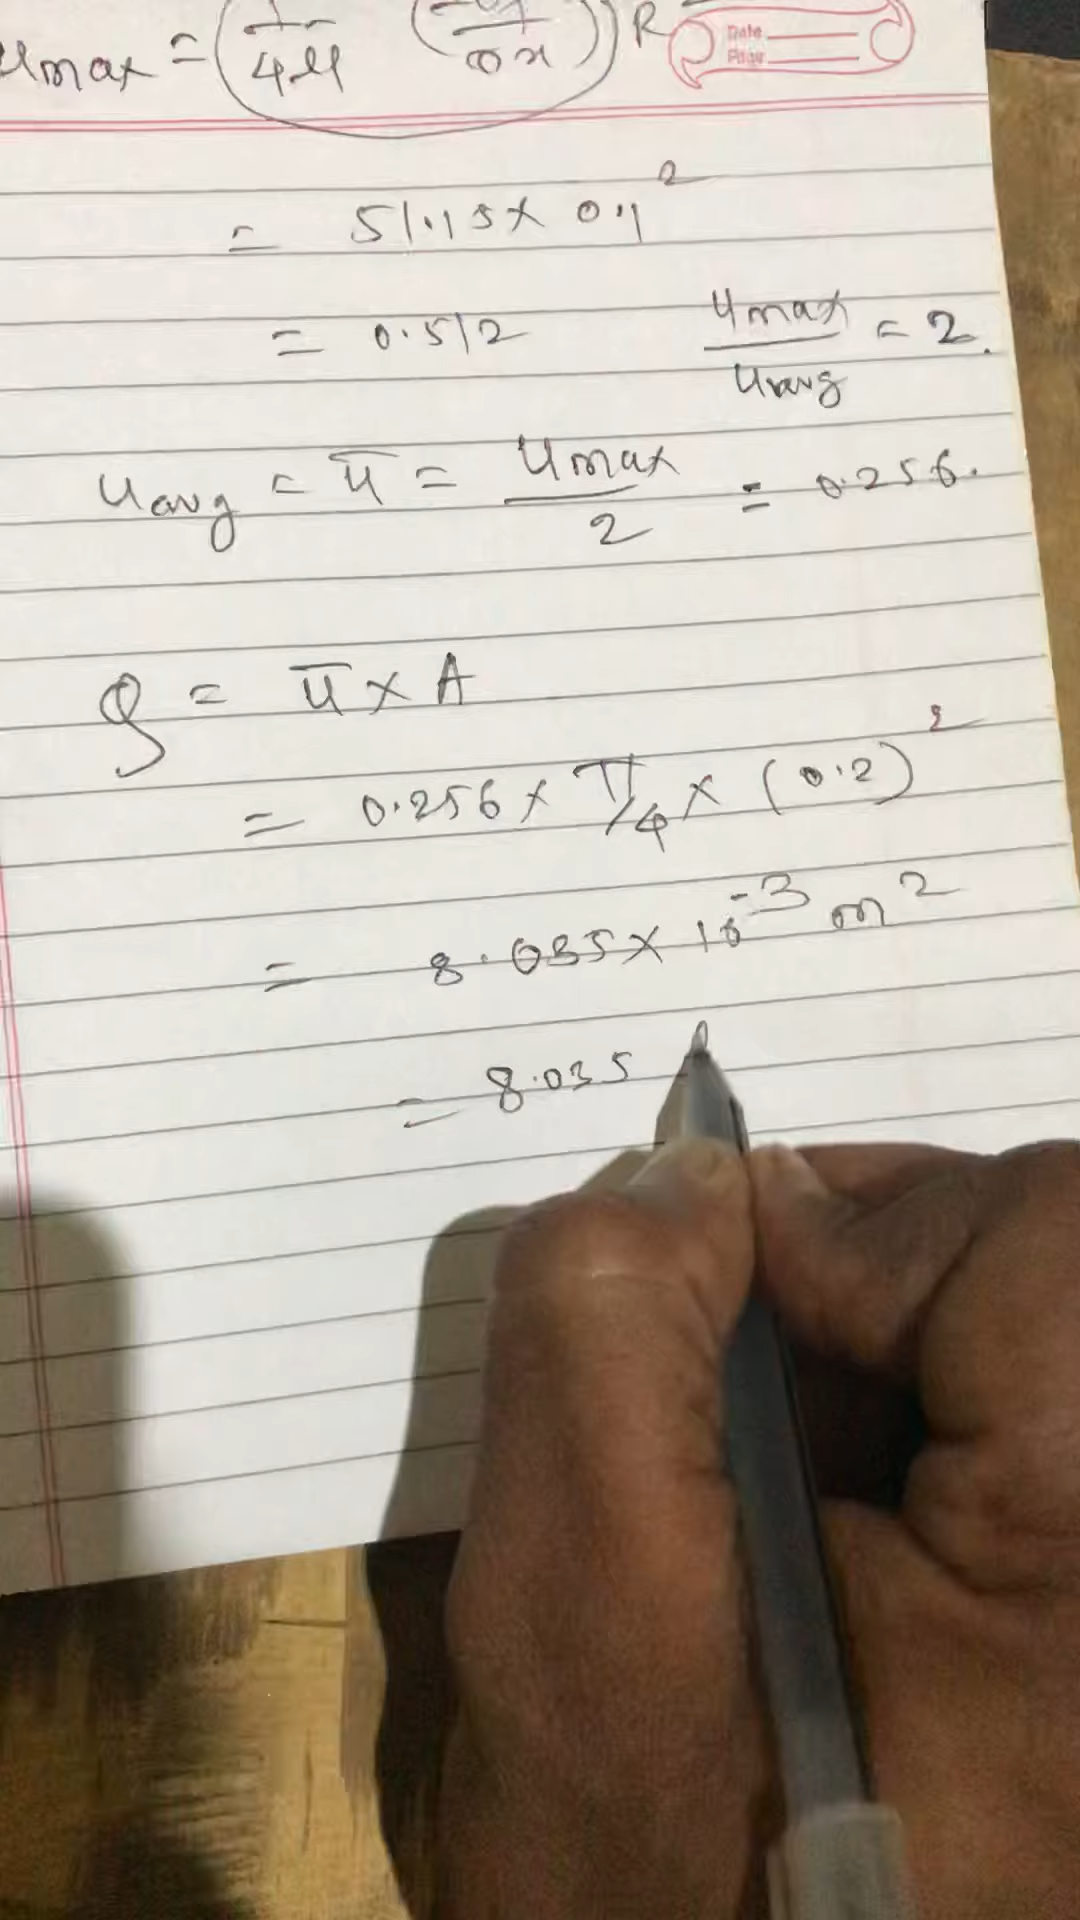 umax = ( 1/4μ ( /∂x )) R
Date
Page
= 51.15 × 0.1²
= 0.512 umax/uavg = 2.
uavg = ū = umax/2 = 0.256.
Q = ū × A
= 0.256 × π/4 × (0.2)²
= 8.035 × 10⁻³ m²
= 8.035